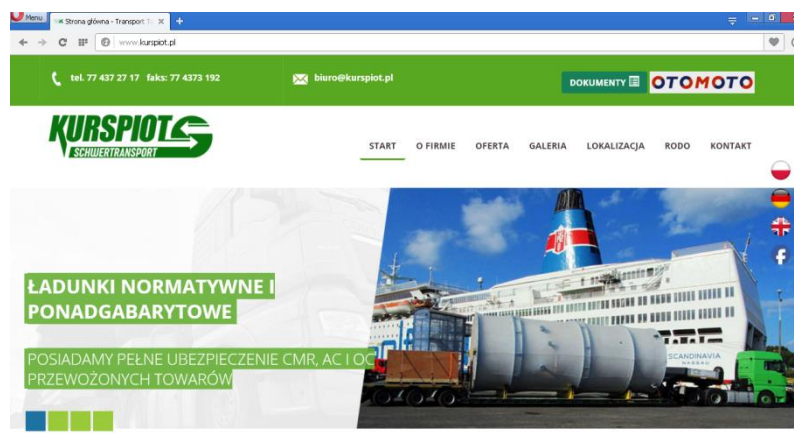 Menu
Strona główna - Transport
www.kurspiot.pl
tel. 77 437 27 17 faks: 77 4373 192
biuro@kurspiot.pl
DOKUMENTY
OTOMOTO
KURSPIOT
SCHWERTRANSPORT
START O FIRMIE OFERTA GALERIA LOKALIZACJA RODO KONTAKT
ŁADUNKI NORMATYWNE I
PONADGABARYTOWE
POSIADAMY PEŁNE UBEZPIECZENIE CMR, AC I OC
PRZEWOŻONYCH TOWARÓW
SCANDINAVIA
NASSAU